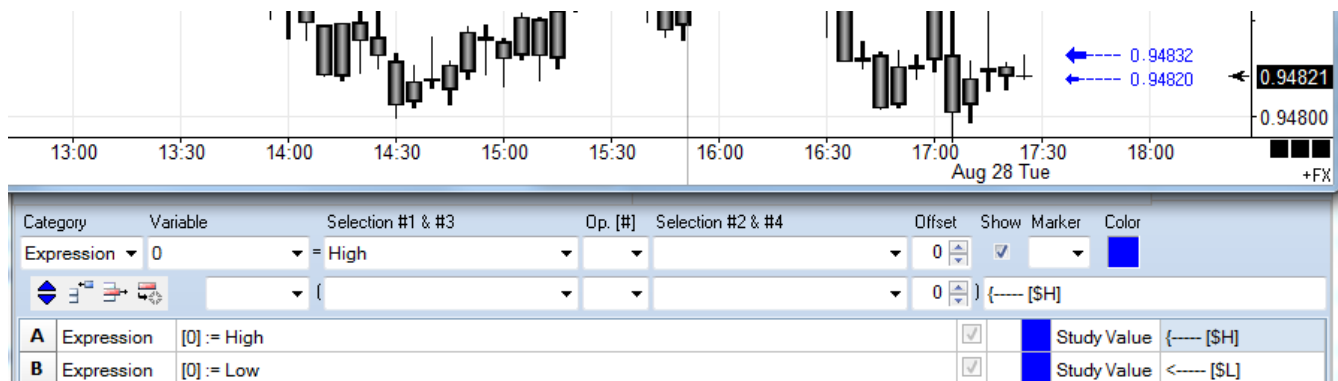 0.94832
0.94820
0.94821
0.94800
13:00 13:30 14:00 14:30 15:00 15:30 16:00 16:30 17:00 17:30 18:00
Aug 28 Tue
+FX
Category Variable Selection #1 & #3 Op. [#] Selection #2 & #4 Offset Show Marker Color
Expression 0 = High 0
( 0 ) {----- [$H]
A Expression [0] := High Study Value {----- [$H]
B Expression [0] := Low Study Value <----- [$L]